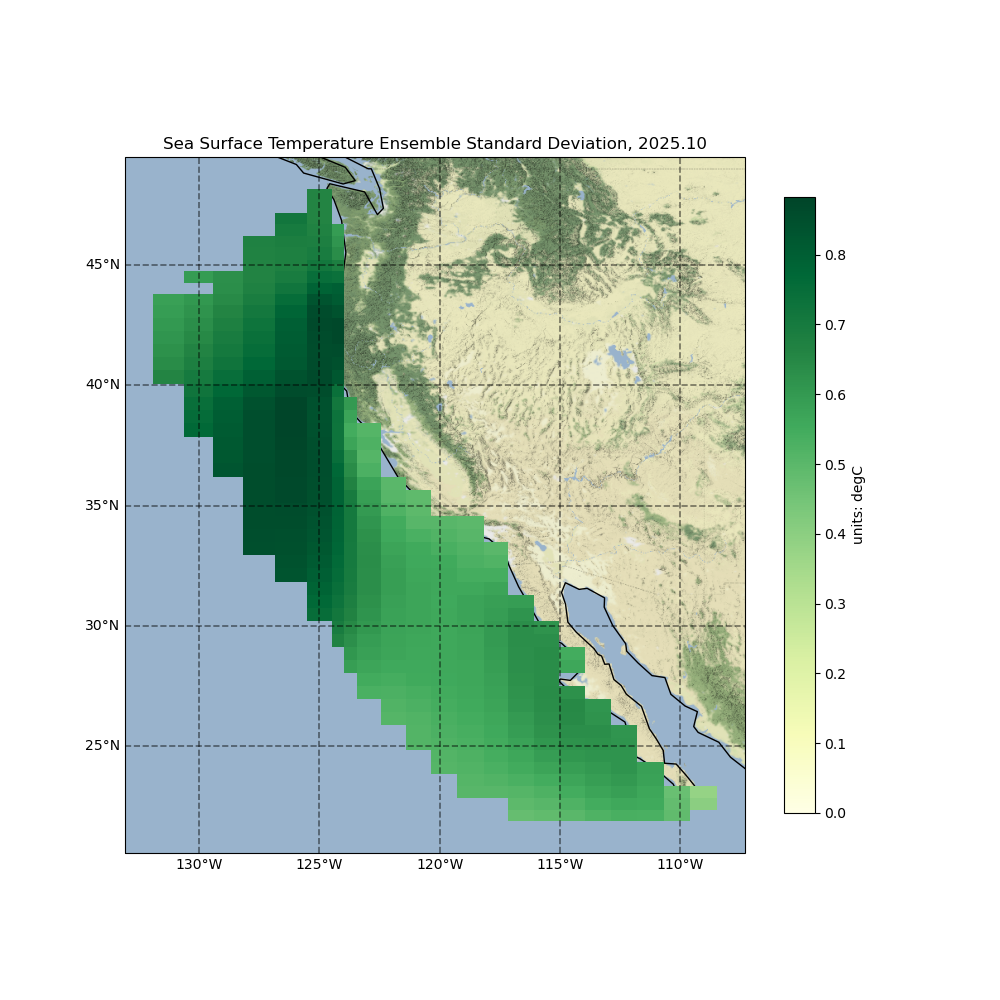 Sea Surface Temperature Ensemble Standard Deviation, 2025.10
45°N
40°N
35°N
30°N
25°N
130°W
125°W
120°W
115°W
110°W
0.8
0.7
0.6
0.5
0.4
0.3
0.2
0.1
0.0
units: degC